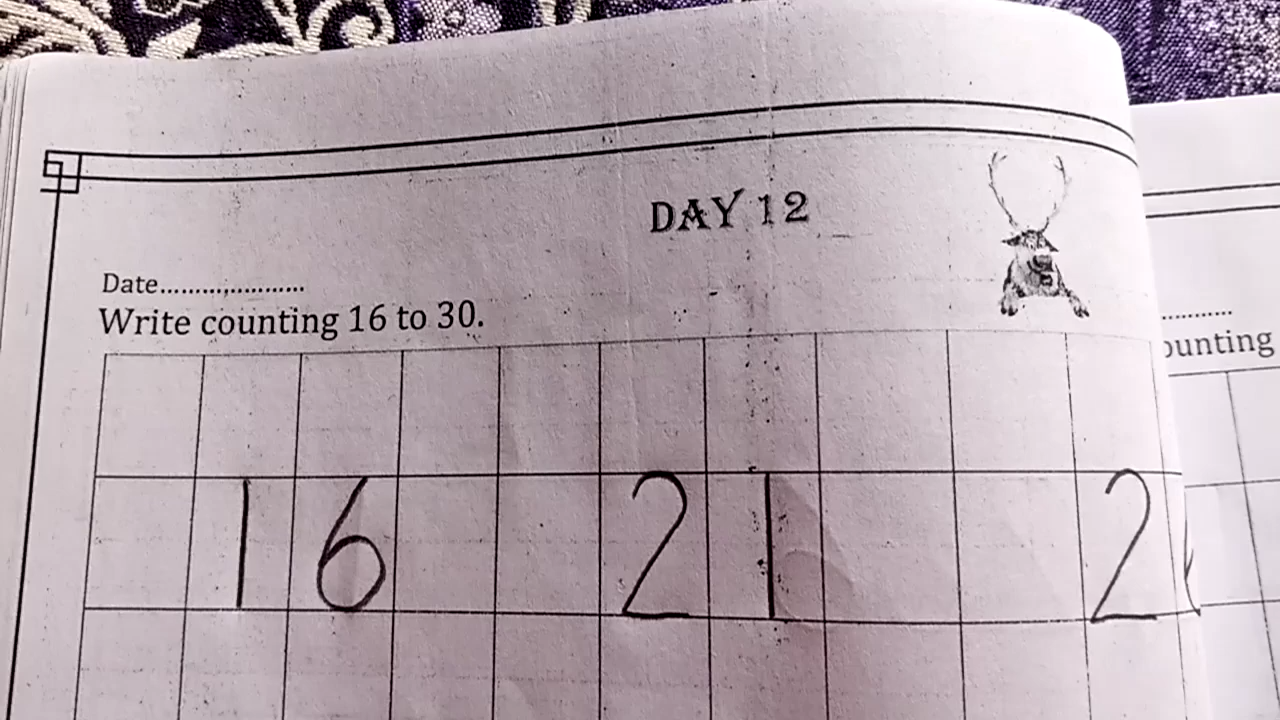 DAY 12
Date.....................
Write counting 16 to 30.
............
ounting
16 21 2